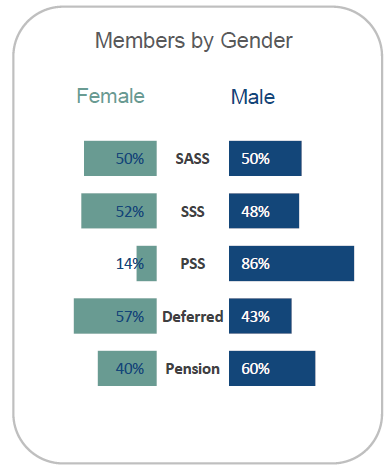 Members by Gender
Female Male
50% SASS 50%
52% SSS 48%
14% PSS 86%
57% Deferred 43%
40% Pension 60%